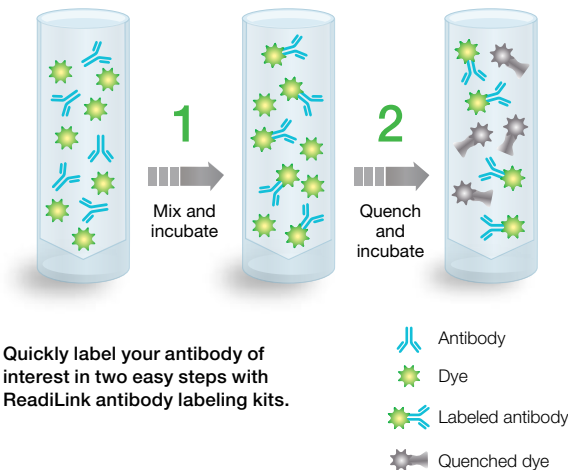 1
Mix and
incubate
2
Quench
and
incubate
Quickly label your antibody of
interest in two easy steps with
ReadiLink antibody labeling kits.
Antibody
Dye
Labeled antibody
Quenched dye